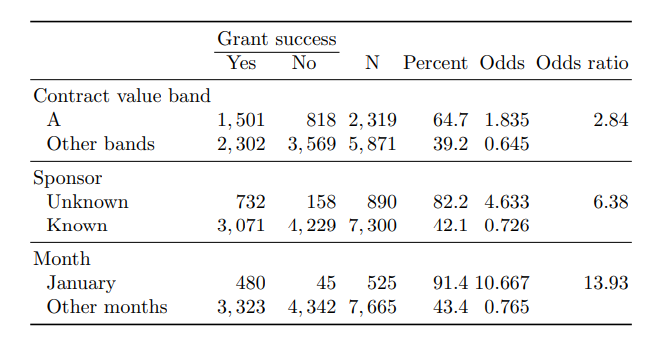 Grant success
Yes No N Percent Odds Odds ratio
Contract value band
A 1,501 818 2,319 64.7 1.835 2.84
Other bands 2,302 3,569 5,871 39.2 0.645
Sponsor
Unknown 732 158 890 82.2 4.633 6.38
Known 3,071 4,229 7,300 42.1 0.726
Month
January 480 45 525 91.4 10.667 13.93
Other months 3,323 4,342 7,665 43.4 0.765